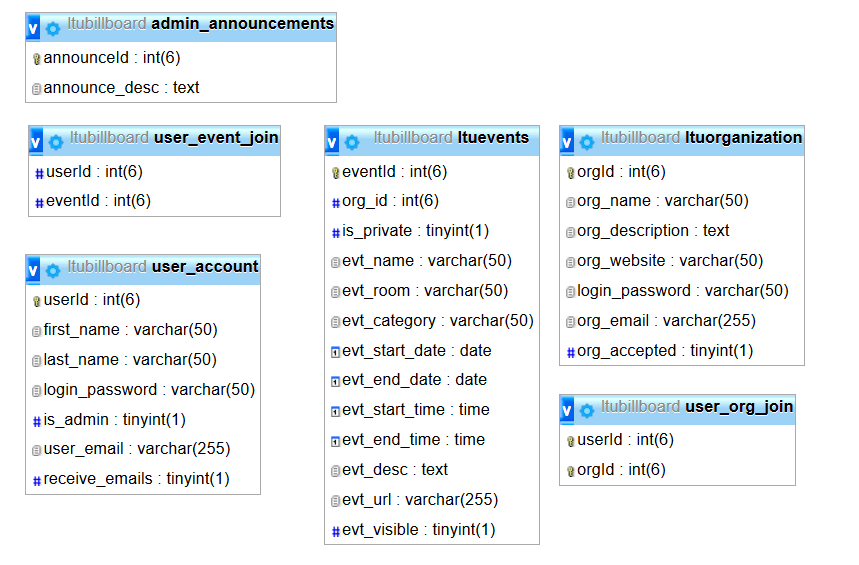 v ltubillboard admin_announcements
announceId : int(6)
announce_desc : text
v ltubillboard user_event_join
# userId : int(6)
# eventId : int(6)
v ltubillboard user_account
userId : int(6)
first_name : varchar(50)
last_name : varchar(50)
login_password : varchar(50)
# is_admin : tinyint(1)
user_email : varchar(255)
# receive_emails : tinyint(1)
v ltubillboard ltuevents
eventId : int(6)
# org_id : int(6)
# is_private : tinyint(1)
evt_name : varchar(50)
evt_room : varchar(50)
evt_category : varchar(50)
evt_start_date : date
evt_end_date : date
evt_start_time : time
evt_end_time : time
evt_desc : text
evt_url : varchar(255)
# evt_visible : tinyint(1)
v ltubillboard ltuorganization
orgId : int(6)
org_name : varchar(50)
org_description : text
org_website : varchar(50)
login_password : varchar(50)
org_email : varchar(255)
# org_accepted : tinyint(1)
v ltubillboard user_org_join
userId : int(6)
orgId : int(6)